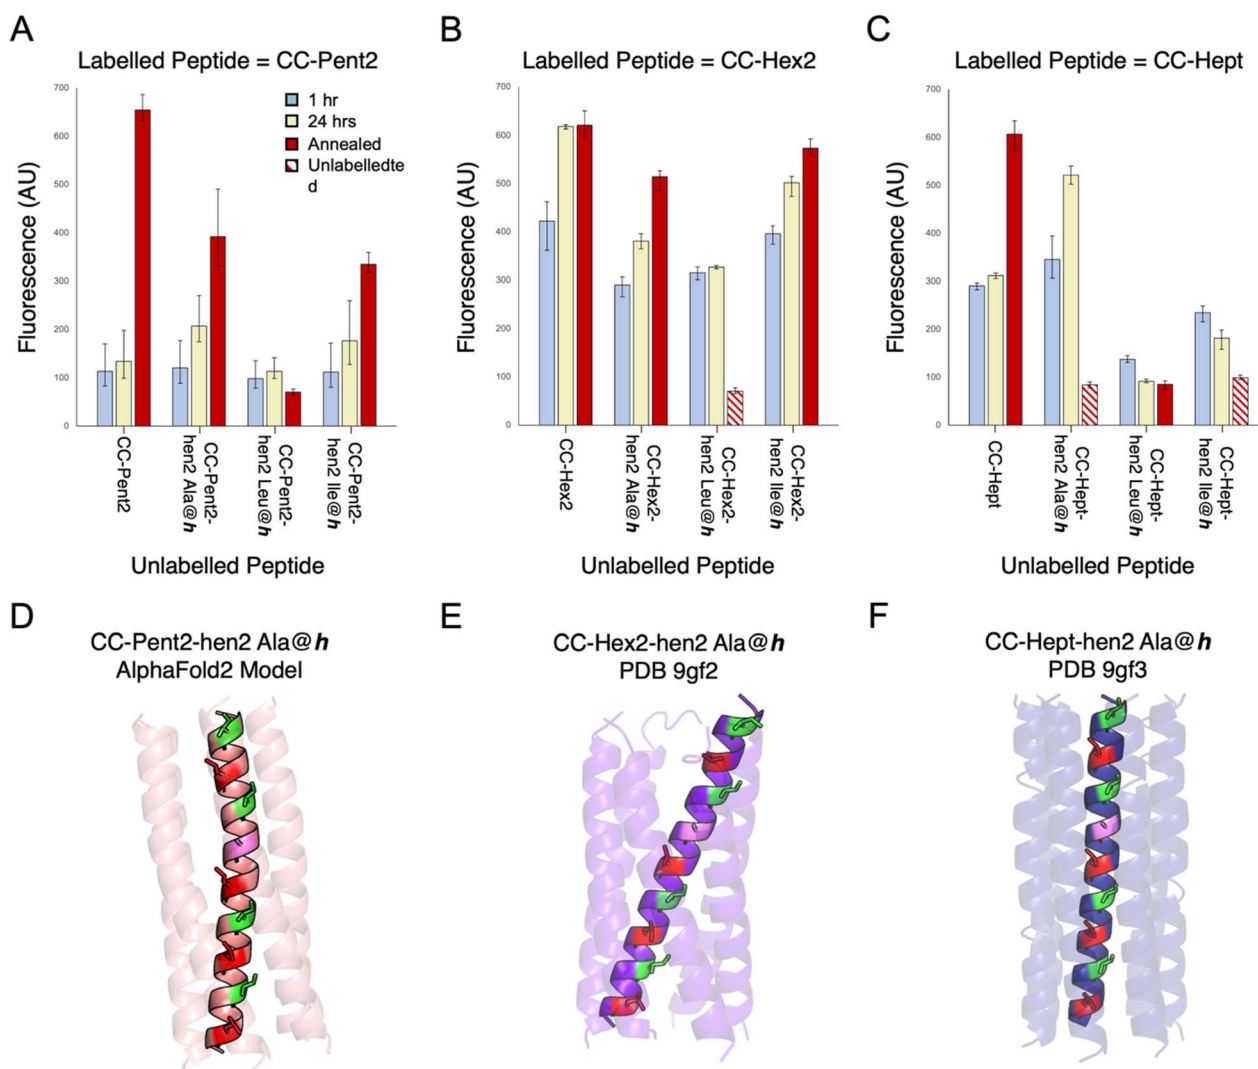 A
Labelled Peptide = CC-Pent2
Fluorescence (AU)
700
600
500
400
300
200
100
0
1 hr
24 hrs
Annealed
Unlabelledte
d
CC-Pent2
CC-Pent2-
hen2 Ala@h
CC-Pent2-
hen2 Leu@h
CC-Pent2-
hen2 Ile@h
Unlabelled Peptide
B
Labelled Peptide = CC-Hex2
Fluorescence (AU)
700
600
500
400
300
200
100
0
CC-Hex2
CC-Hex2-
hen2 Ala@h
CC-Hex2-
hen2 Leu@h
CC-Hex2-
hen2 Ile@h
Unlabelled Peptide
C
Labelled Peptide = CC-Hept
Fluorescence (AU)
700
600
500
400
300
200
100
0
CC-Hept
CC-Hept-
hen2 Ala@h
CC-Hept-
hen2 Leu@h
CC-Hept-
hen2 Ile@h
Unlabelled Peptide
D
CC-Pent2-hen2 Ala@h
AlphaFold2 Model
E
CC-Hex2-hen2 Ala@h
PDB 9gf2
F
CC-Hept-hen2 Ala@h
PDB 9gf3